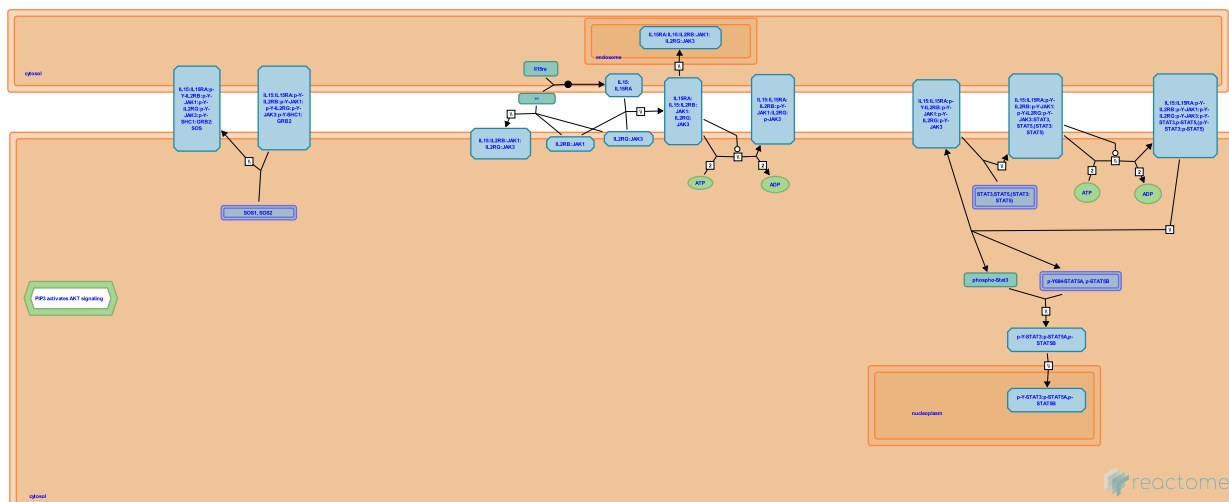 IL15RA:IL15:IL2RB:JAK1:
IL2RG:JAK3
endosome
cytosol
Il15ra
IL15:IL15RA:p-
Y-IL2RB:p-Y-
JAK1:p-Y-
IL2RG:p-Y-
JAK3:p-Y-
SHC1:GRB2:
SOS
IL15:IL15RA:p-Y-
IL2RB:p-Y-JAK1:
p-Y-IL2RG:p-Y-
JAK3:p-Y-SHC1:
GRB2
IL15:
IL15RA
IL15RA:
IL15:IL2RB:
JAK1:
IL2RG:
JAK3
IL15:IL15RA:
IL2RB:p-Y-
JAK1:IL2RG:
p-JAK3
IL15:IL15RA:p-
Y-IL2RB:p-Y-
JAK1:p-Y-
IL2RG:p-Y-
JAK3
IL15:IL15RA:p-Y-
IL2RB:p-Y-JAK1:
p-Y-IL2RG:p-Y-
JAK3:STAT3,
STAT5,(STAT3:
STAT5)
IL15:IL15RA:p-Y-
IL2RB:p-Y-JAK1:p-Y-
IL2RG:p-Y-JAK3:p-Y-
STAT3,p-STAT5,(p-Y-
STAT3:p-STAT5)
IL15:IL2RB:JAK1:
IL2RG:JAK3
IL2RB:JAK1
IL2RG:JAK3
2
2
ATP
ADP
2
2
ATP
ADP
STAT3,STAT5,(STAT3:
STAT5)
SOS1, SOS2
phospho-Stat3
p-Y694-STAT5A, p-STAT5B
PIP3 activates AKT signaling
p-Y-STAT3:p-STAT5A,p-
STAT5B
p-Y-STAT3:p-STAT5A,p-
STAT5B
nucleoplasm
cytosol
reactome